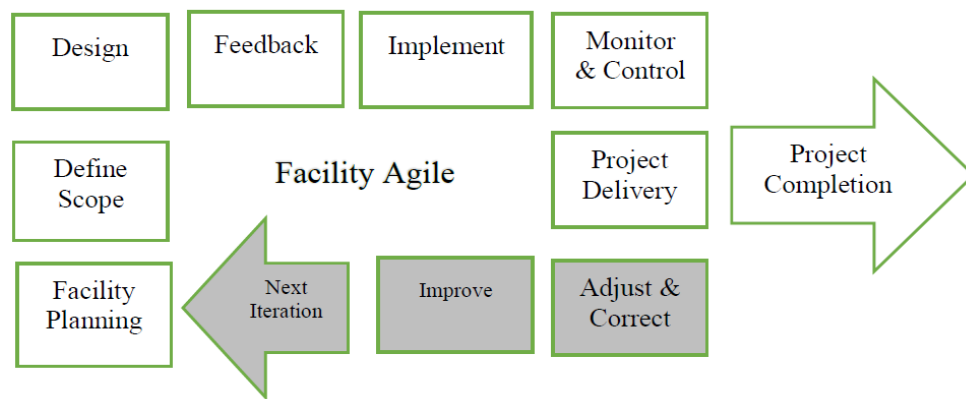 Design
Feedback
Implement
Monitor
& Control
Define
Scope
Facility Agile
Project
Delivery
Project
Completion
Facility
Planning
Next
Iteration
Improve
Adjust &
Correct